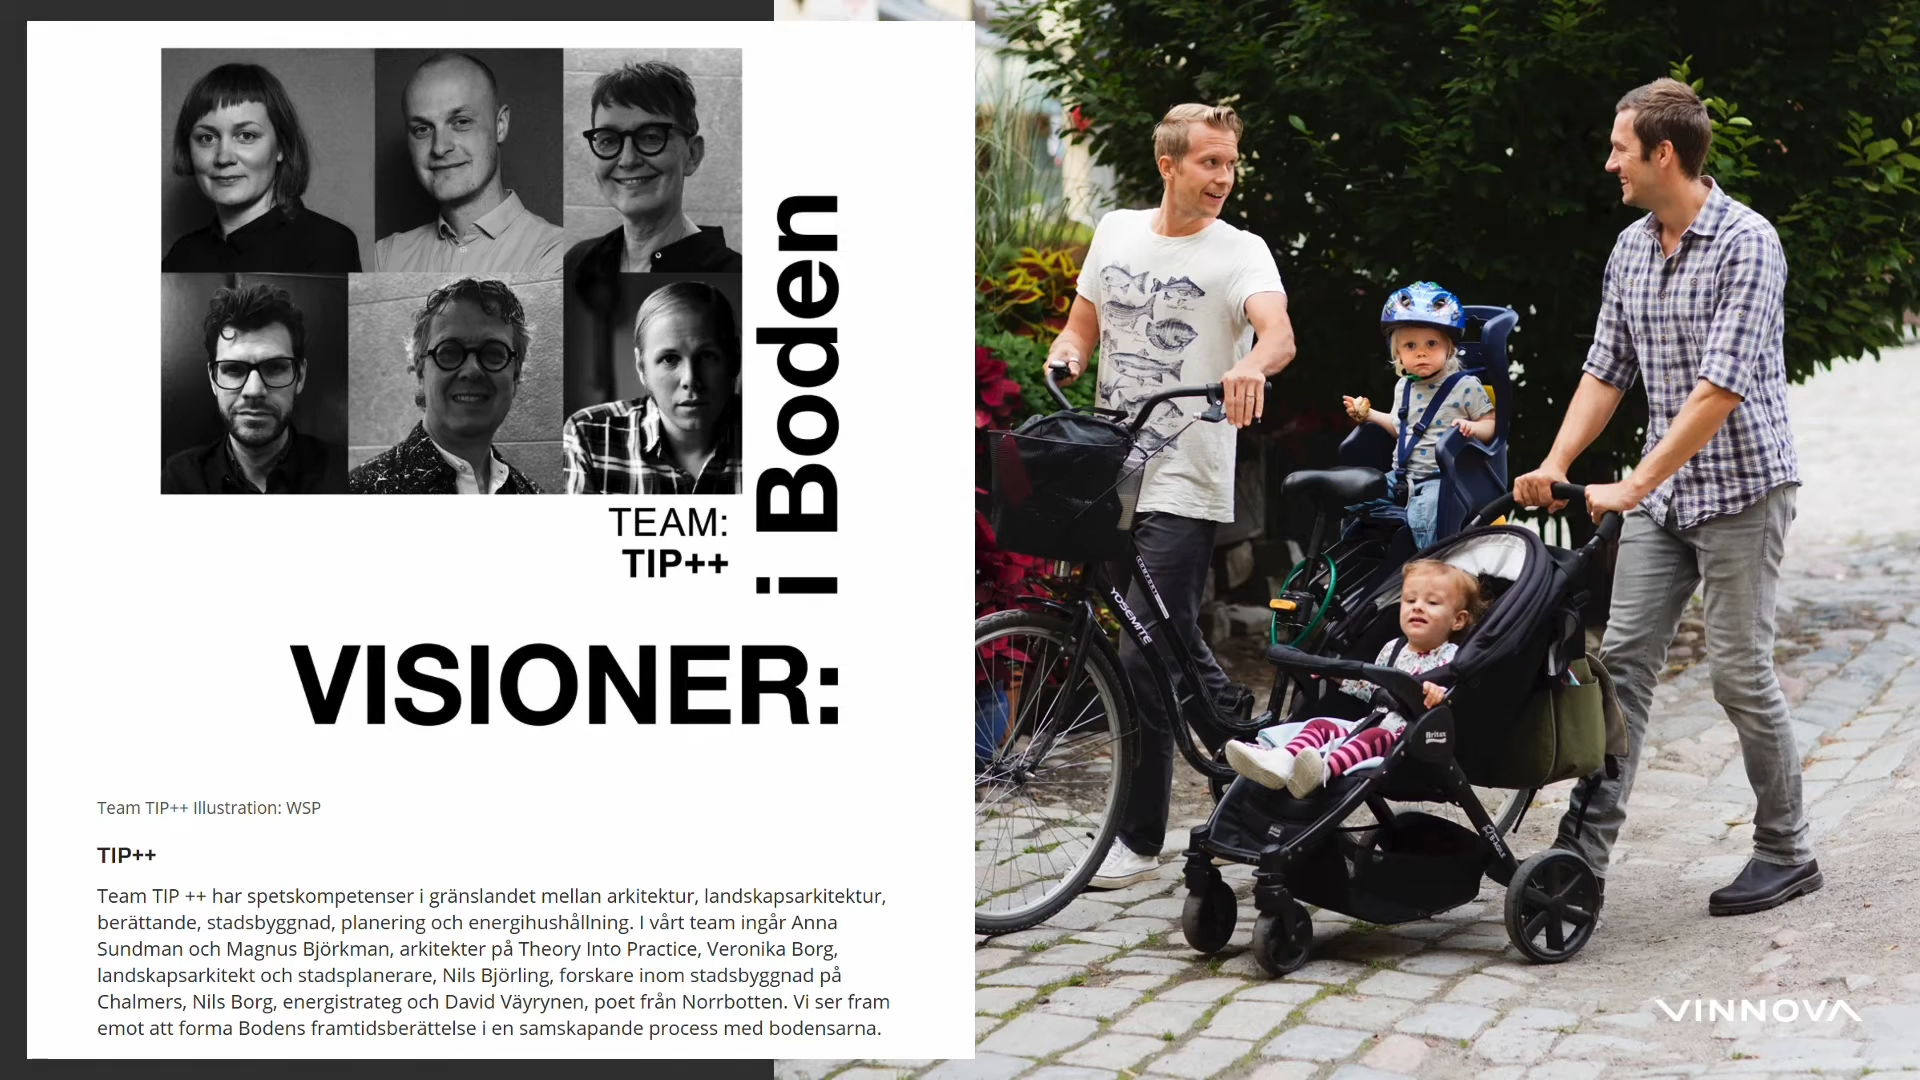 TEAM:
TIP++
i Boden
VISIONER:
Team TIP++ Illustration: WSP
TIP++
Team TIP ++ har spetskompetenser i gränslandet mellan arkitektur, landskapsarkitektur,
berättande, stadsbyggnad, planering och energihushållning. I vårt team ingår Anna
Sundman och Magnus Björkman, arkitekter på Theory Into Practice, Veronika Borg,
landskapsarkitekt och stadsplanerare, Nils Björling, forskare inom stadsbyggnad på
Chalmers, Nils Borg, energistrateg och David Väyrynen, poet från Norrbotten. Vi ser fram
emot att forma Bodens framtidsberättelse i en samskapande process med bodensarna.
YOSEMITE
Britax
B-AGILE
VINNOVA